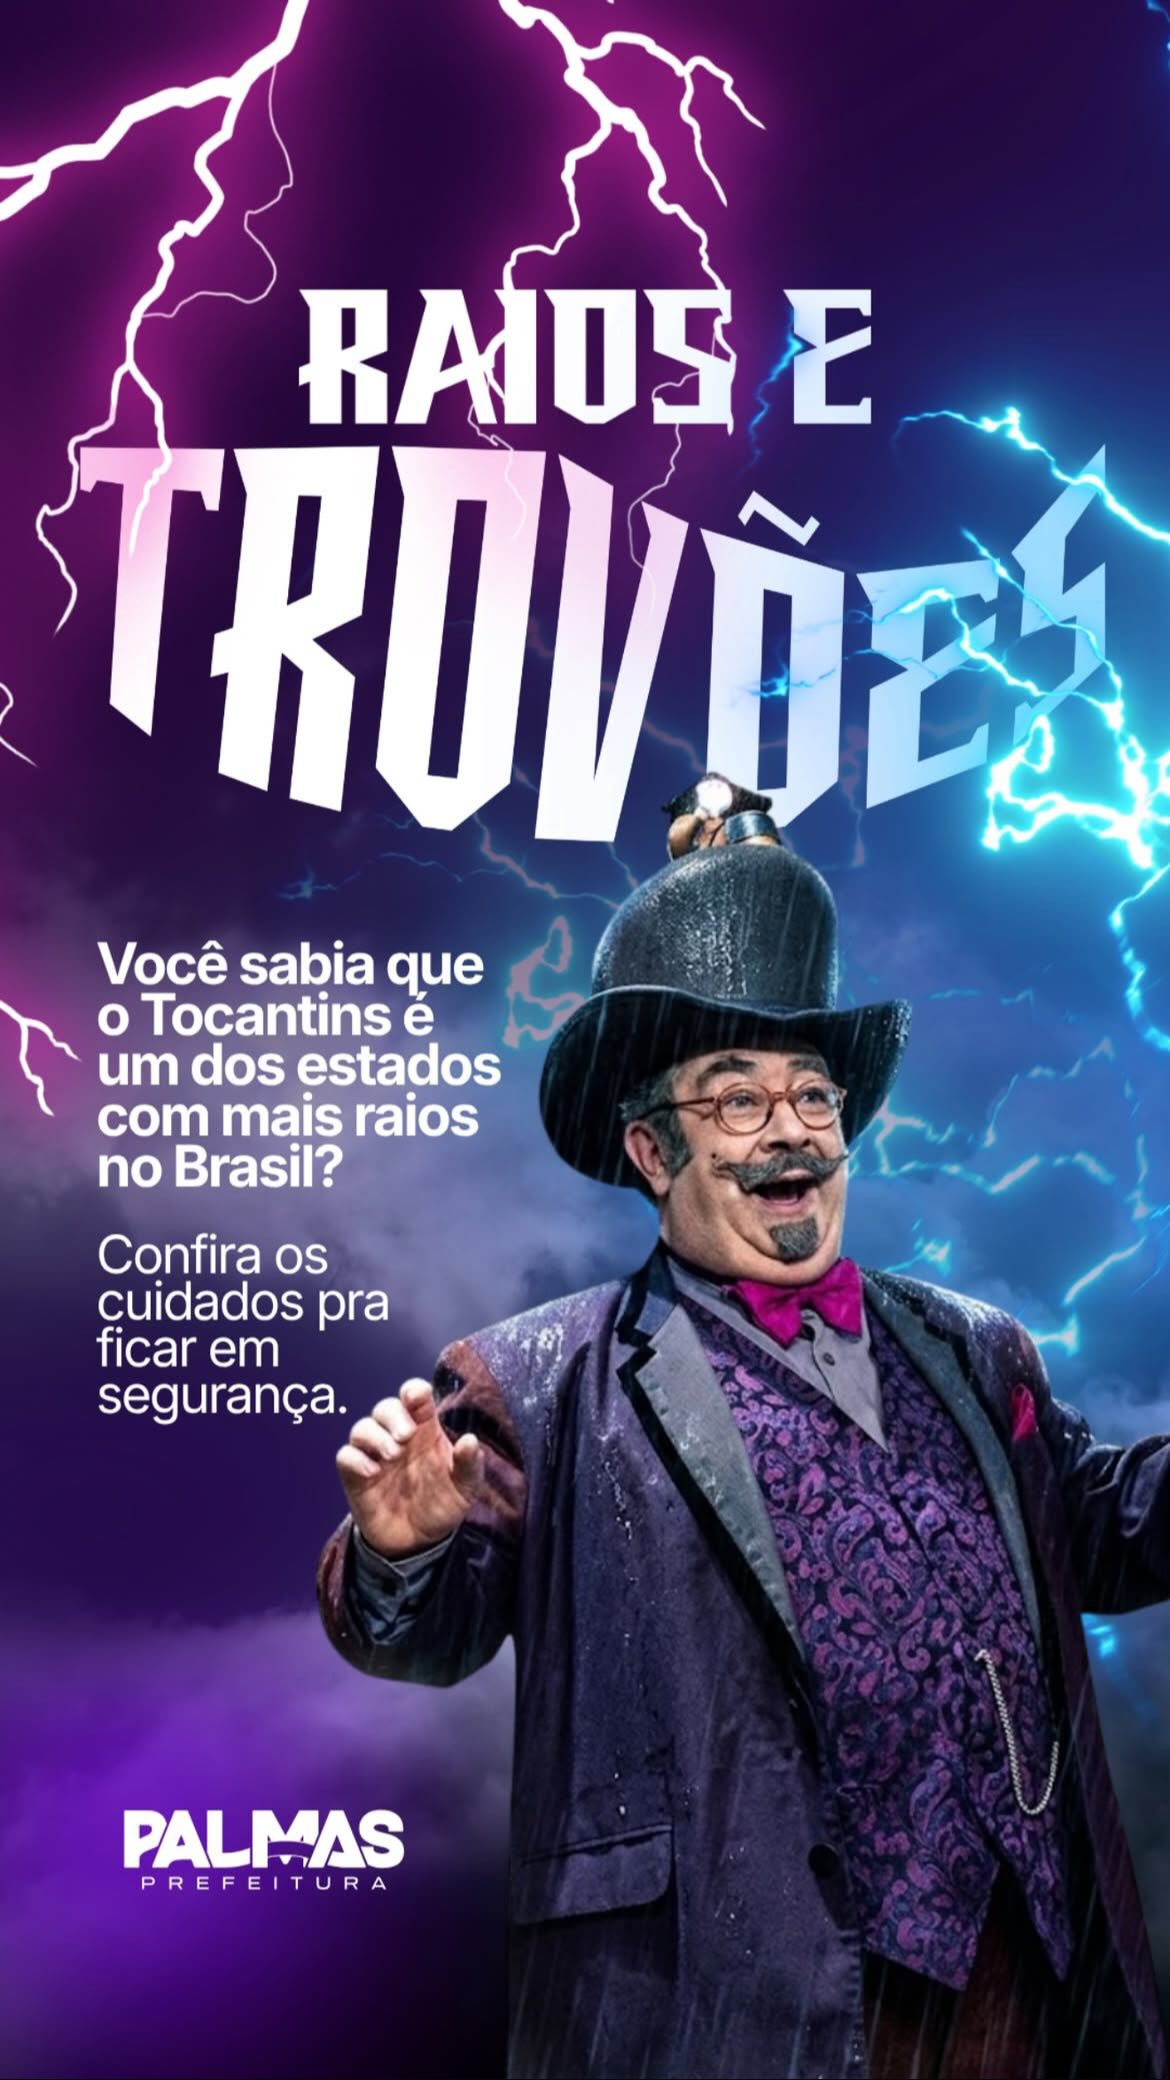 RAIOS E
TROVÕES
Você sabia que
o Tocantins é
um dos estados
com mais raios
no Brasil?
Confira os
cuidados pra
ficar em
segurança.
PALMAS
PREFEITURA